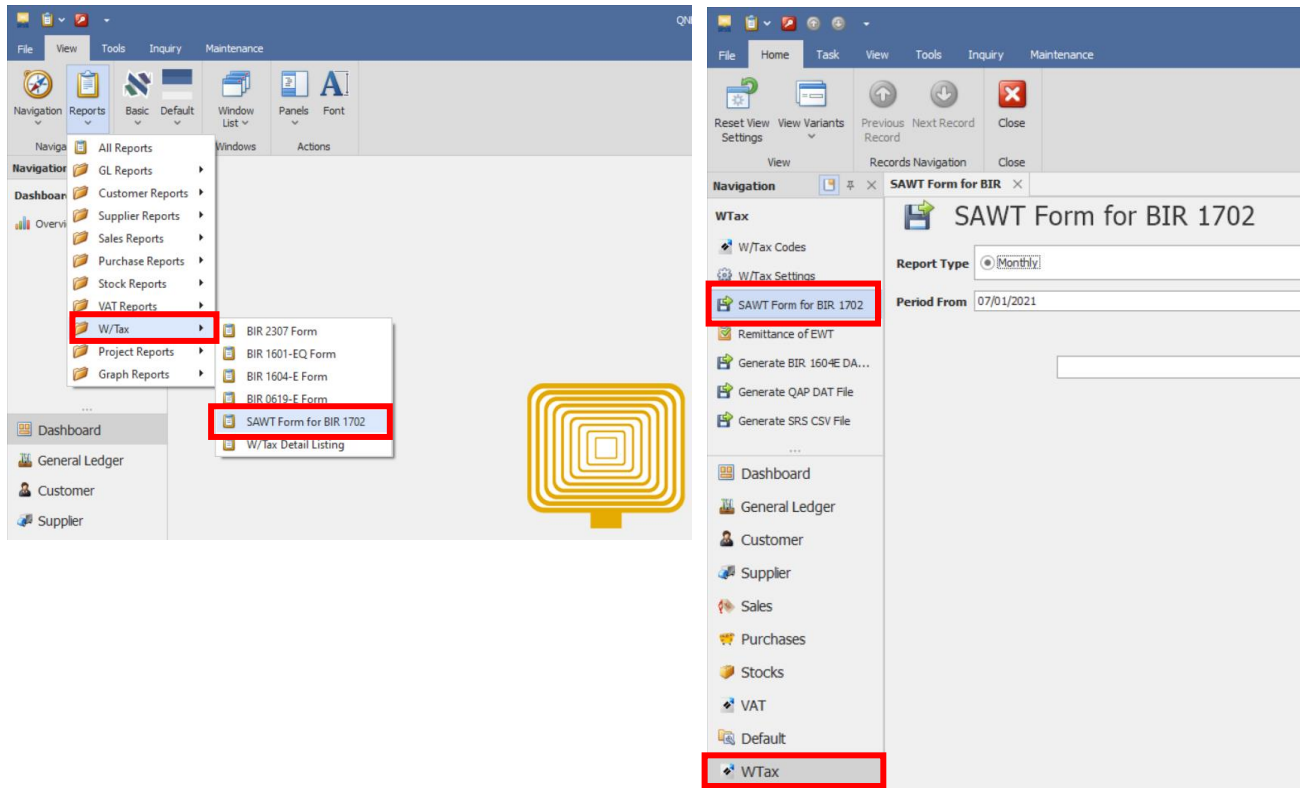 QN
File View Tools Inquiry Maintenance
Navigation Reports Basic Default Window List Panels Font
Naviga Windows Actions
All Reports
GL Reports
Customer Reports
Supplier Reports
Sales Reports
Purchase Reports
Stock Reports
VAT Reports
W/Tax
Project Reports
Graph Reports
Navigation
Dashboar
Overvi
BIR 2307 Form
BIR 1601-EQ Form
BIR 1604-E Form
BIR 0619-E Form
SAWT Form for BIR 1702
W/Tax Detail Listing
...
Dashboard
General Ledger
Customer
Supplier
File Home Task View Tools Inquiry Maintenance
Reset View Settings View Variants Previous Record Next Record Close
View Records Navigation Close
Navigation
SAWT Form for BIR
WTax
W/Tax Codes
W/Tax Settings
SAWT Form for BIR 1702
Remittance of EWT
Generate BIR 1604E DA...
Generate QAP DAT File
Generate SRS CSV File
...
Dashboard
General Ledger
Customer
Supplier
Sales
Purchases
Stocks
VAT
Default
WTax
SAWT Form for BIR 1702
Report Type Monthly
Period From 07/01/2021